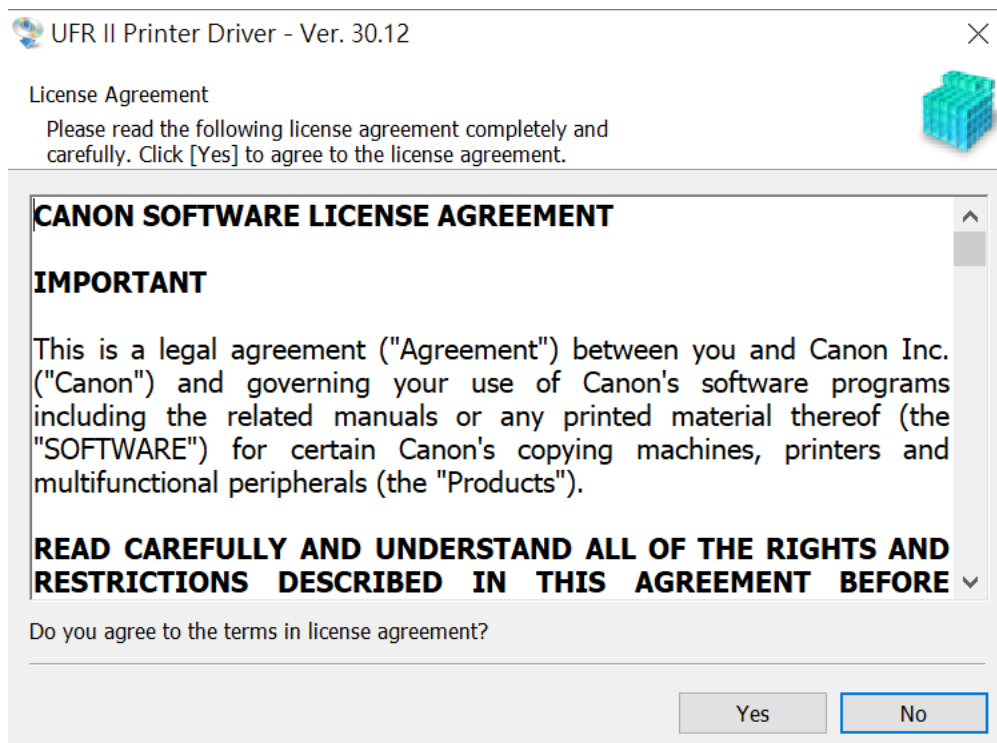 UFR II Printer Driver - Ver. 30.12
License Agreement
Please read the following license agreement completely and
carefully. Click [Yes] to agree to the license agreement.
CANON SOFTWARE LICENSE AGREEMENT
IMPORTANT
This is a legal agreement ("Agreement") between you and Canon Inc.
("Canon") and governing your use of Canon's software programs
including the related manuals or any printed material thereof (the
"SOFTWARE") for certain Canon's copying machines, printers and
multifunctional peripherals (the "Products").
READ CAREFULLY AND UNDERSTAND ALL OF THE RIGHTS AND
RESTRICTIONS DESCRIBED IN THIS AGREEMENT BEFORE
Do you agree to the terms in license agreement?
Yes
No